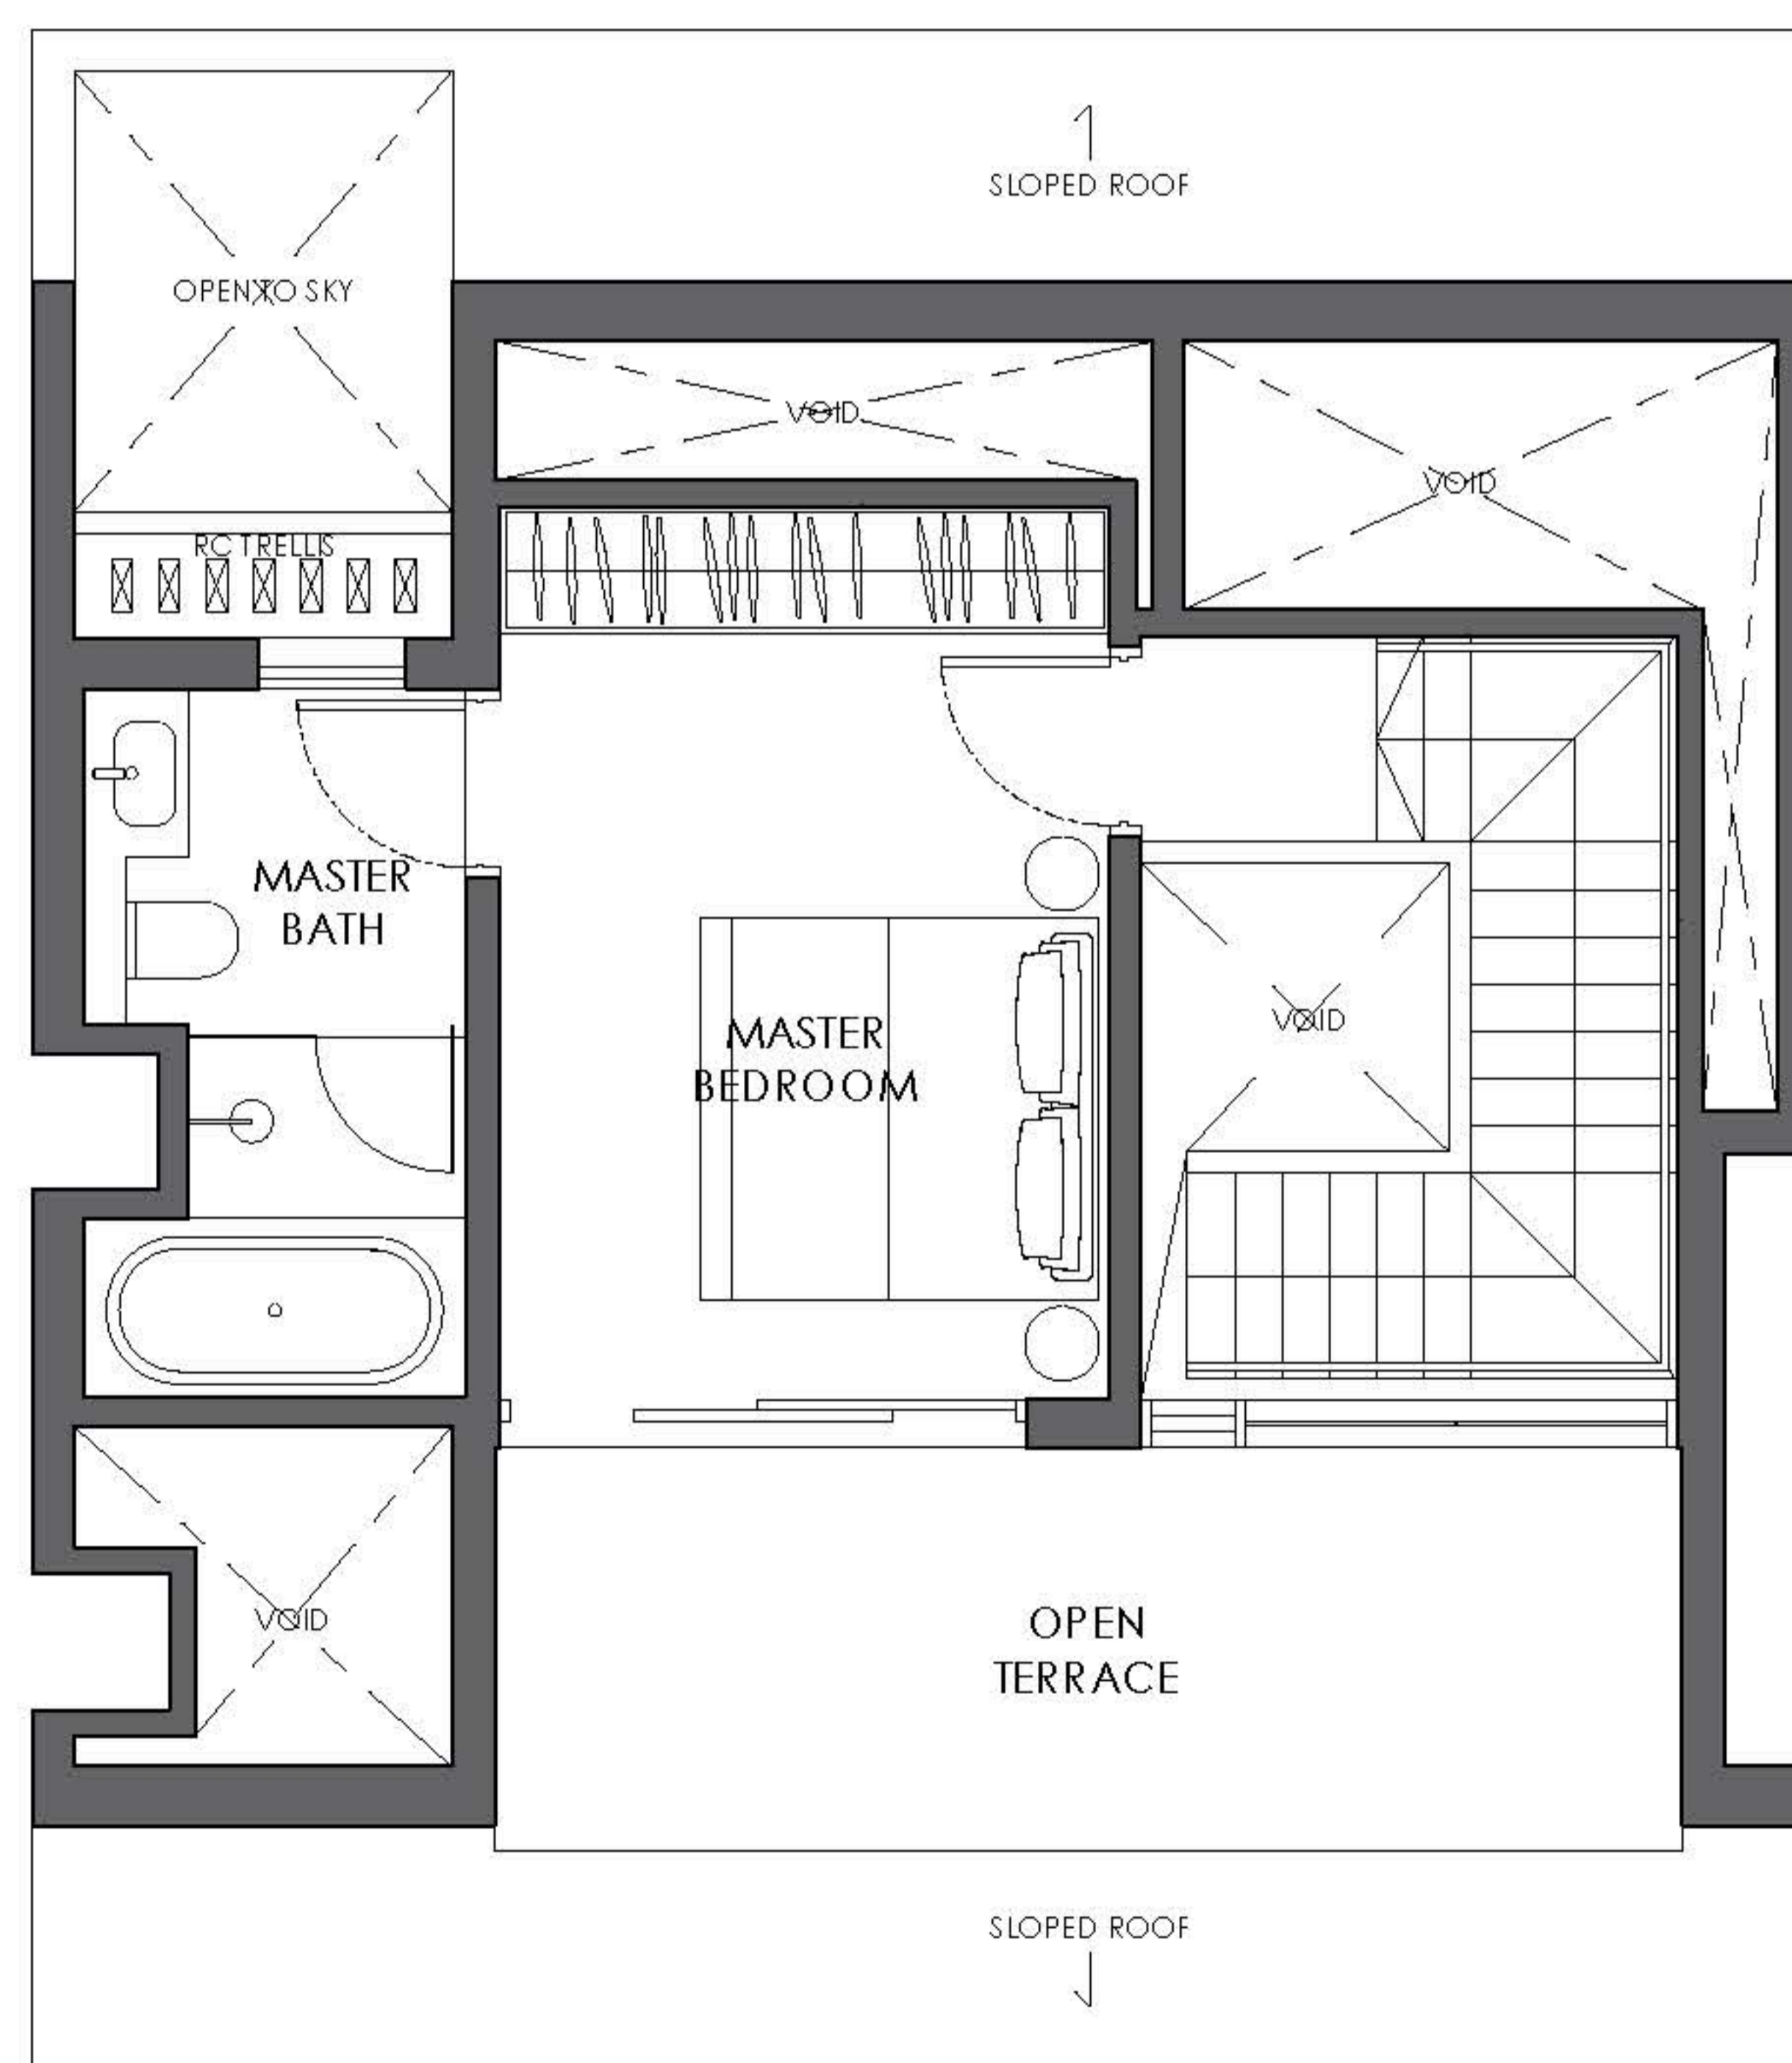 SLOPED ROOF
OPEN TO SKY
VOID
VOID
RC TRELLIS
MASTER
BATH
MASTER
BEDROOM
VOID
VOID
OPEN
TERRACE
SLOPED ROOF